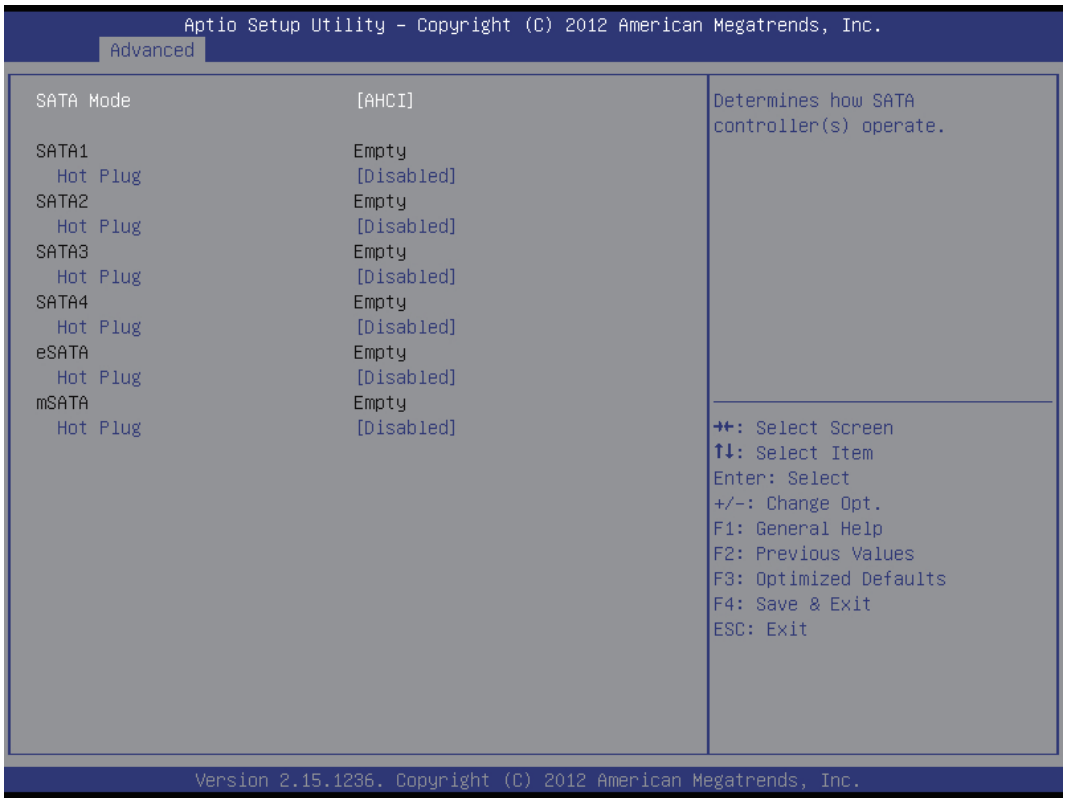 Aptio Setup Utility – Copyright (C) 2012 American Megatrends, Inc.
Advanced
SATA Mode [AHCI]
SATA1 Empty
Hot Plug [Disabled]
SATA2 Empty
Hot Plug [Disabled]
SATA3 Empty
Hot Plug [Disabled]
SATA4 Empty
Hot Plug [Disabled]
eSATA Empty
Hot Plug [Disabled]
mSATA Empty
Hot Plug [Disabled]
Determines how SATA
controller(s) operate.
→←: Select Screen
↑↓: Select Item
Enter: Select
+/-: Change Opt.
F1: General Help
F2: Previous Values
F3: Optimized Defaults
F4: Save & Exit
ESC: Exit
Version 2.15.1236. Copyright (C) 2012 American Megatrends, Inc.